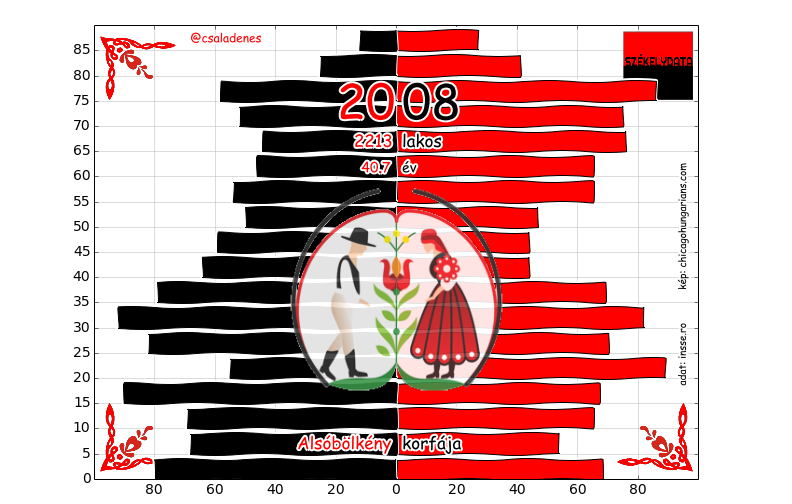 @csaladenes
SZÉKELYDATA
2008
2213 lakos
40.7 év
kép: chicagohungarians.com
adat: insse.ro
Alsóbölkény korfája
85
80
75
70
65
60
55
50
45
40
35
30
25
20
15
10
5
0
80 60 40 20 0 20 40 60 80